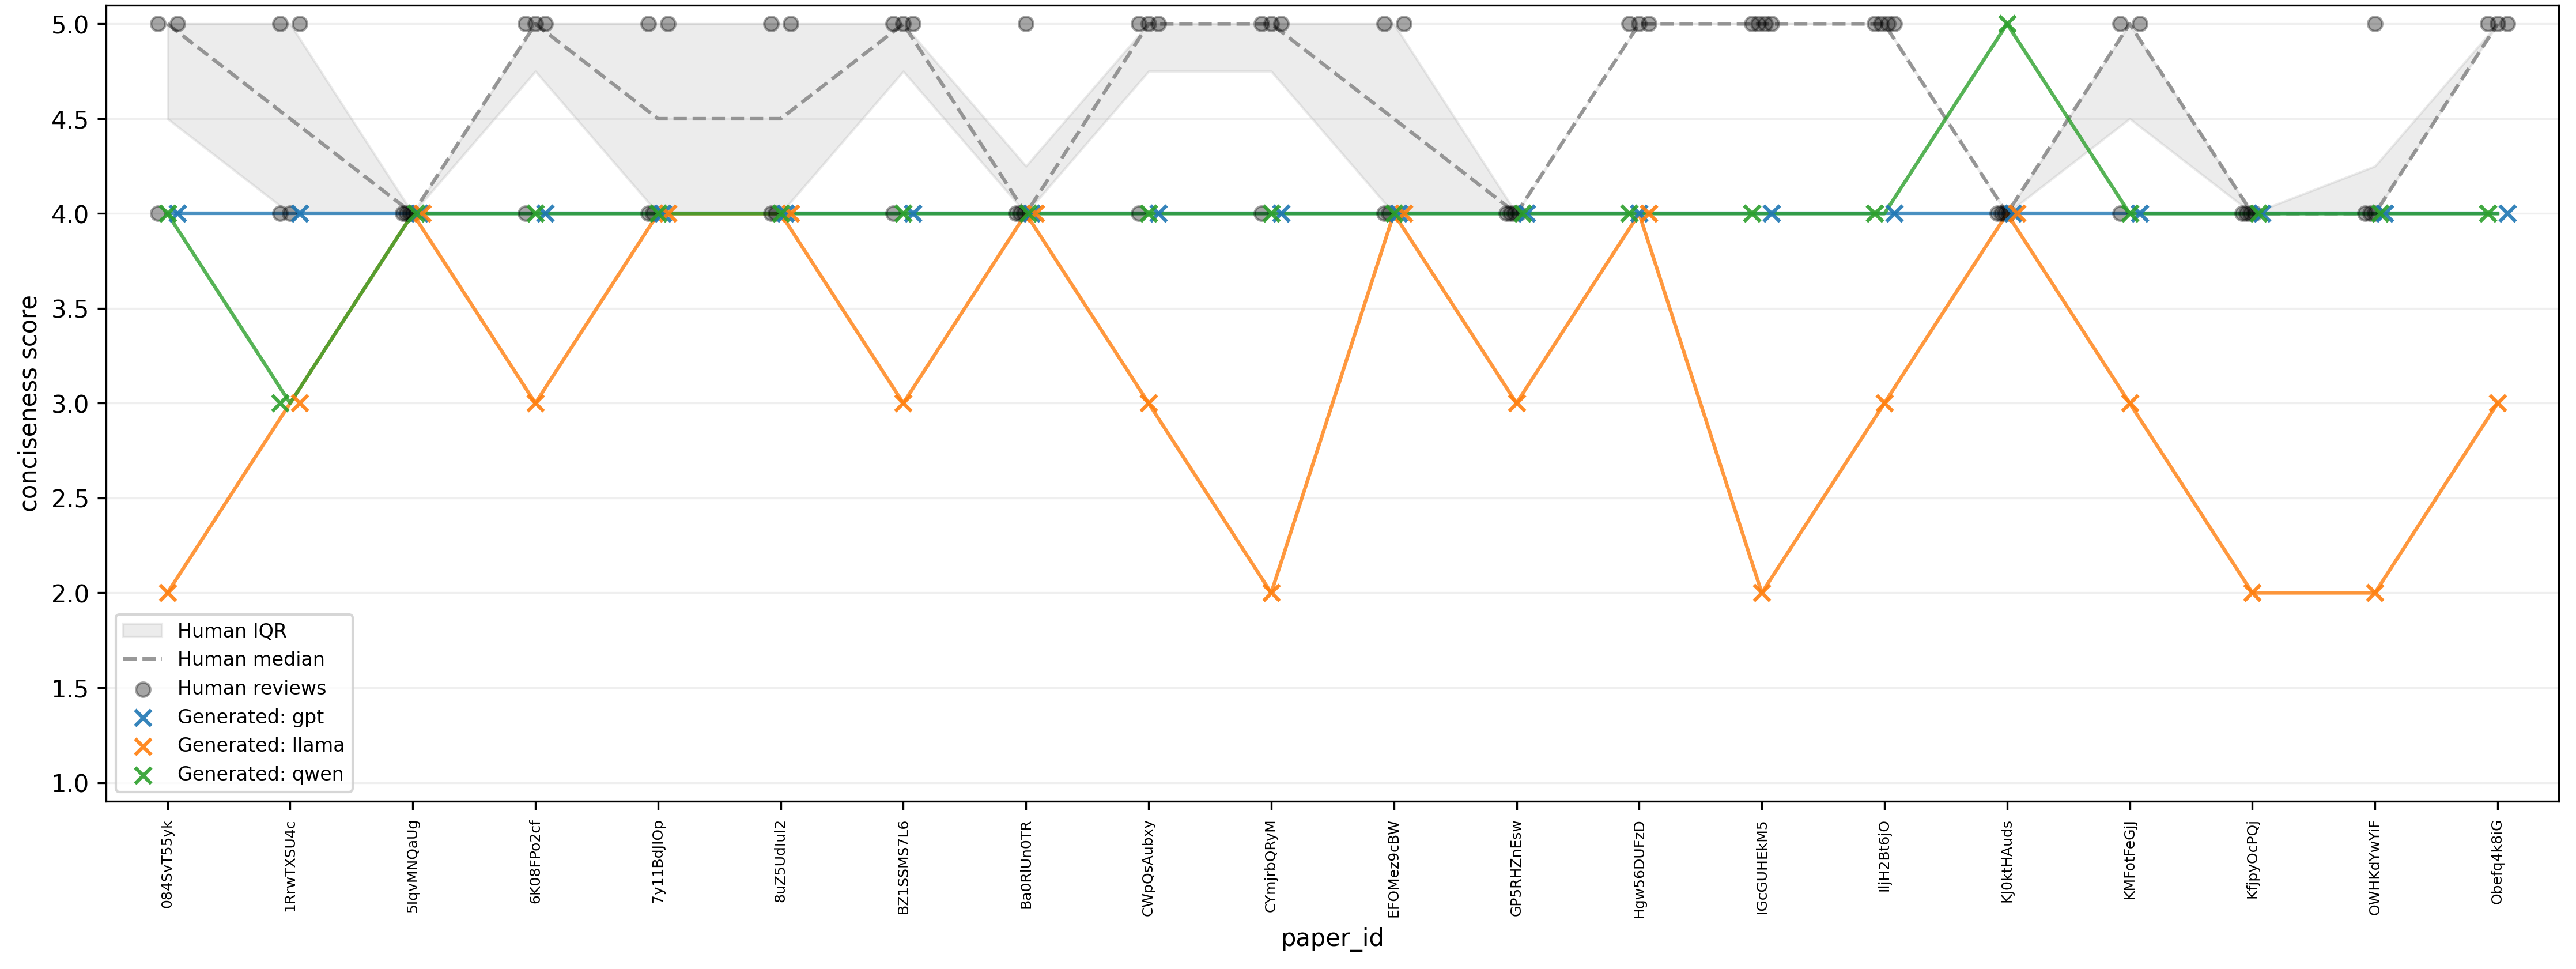 5.0
4.5
4.0
3.5
3.0
2.5
2.0
1.5
1.0
conciseness score
Human IQR
Human median
Human reviews
Generated: gpt
Generated: llama
Generated: qwen
084SvT55yk
1RrwTXSU4c
5IqvMNQaUg
6K08FPo2cf
7y11BdJIOp
8uZ5UdIuI2
BZ1SSMS7L6
Ba0RIUn0TR
CWpQsAubxy
CYmjrbQRyM
EFOMez9cBW
GP5RHZnEsw
Hgw56DUFzD
IGcGUHEkM5
IljH2Bt6jO
KJ0ktHAuds
KMFotFeGjJ
KfjpyOcPQj
OWHKdYwYiF
Obefq4k8iG
paper_id